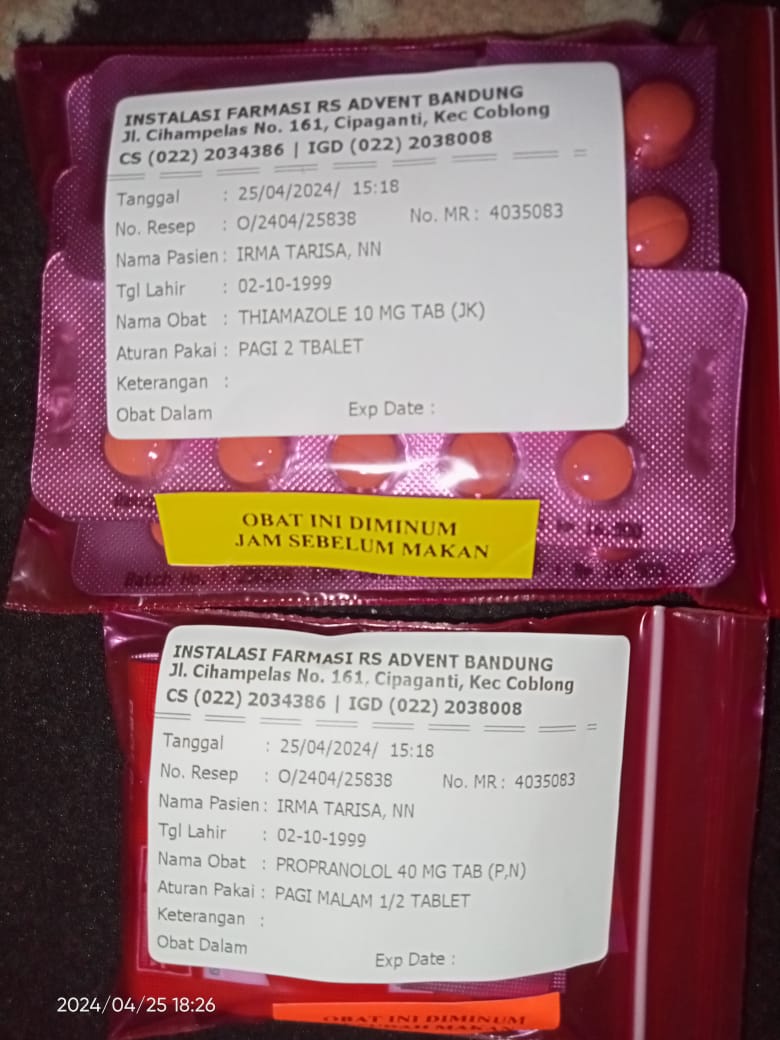 INSTALASI FARMASI RS ADVENT BANDUNG
Jl. Cihampelas No. 161, Cipaganti, Kec Coblong
CS (022) 2034386 | IGD (022) 2038008
Tanggal : 25/04/2024/ 15:18
No. Resep : O/2404/25838 No. MR : 4035083
Nama Pasien : IRMA TARISA, NN
Tgl Lahir : 02-10-1999
Nama Obat : THIAMAZOLE 10 MG TAB (JK)
Aturan Pakai : PAGI 2 TBALET
Keterangan :
Obat Dalam Exp Date :
OBAT INI DIMINUM
JAM SEBELUM MAKAN
Batch No.
INSTALASI FARMASI RS ADVENT BANDUNG
Jl. Cihampelas No. 161, Cipaganti, Kec Coblong
CS (022) 2034386 | IGD (022) 2038008
Tanggal : 25/04/2024/ 15:18
No. Resep : O/2404/25838 No. MR : 4035083
Nama Pasien : IRMA TARISA, NN
Tgl Lahir : 02-10-1999
Nama Obat : PROPRANOLOL 40 MG TAB (P,N)
Aturan Pakai : PAGI MALAM 1/2 TABLET
Keterangan :
Obat Dalam Exp Date :
OBAT INI DIMINUM
MAKAN
2024/04/25 18:26